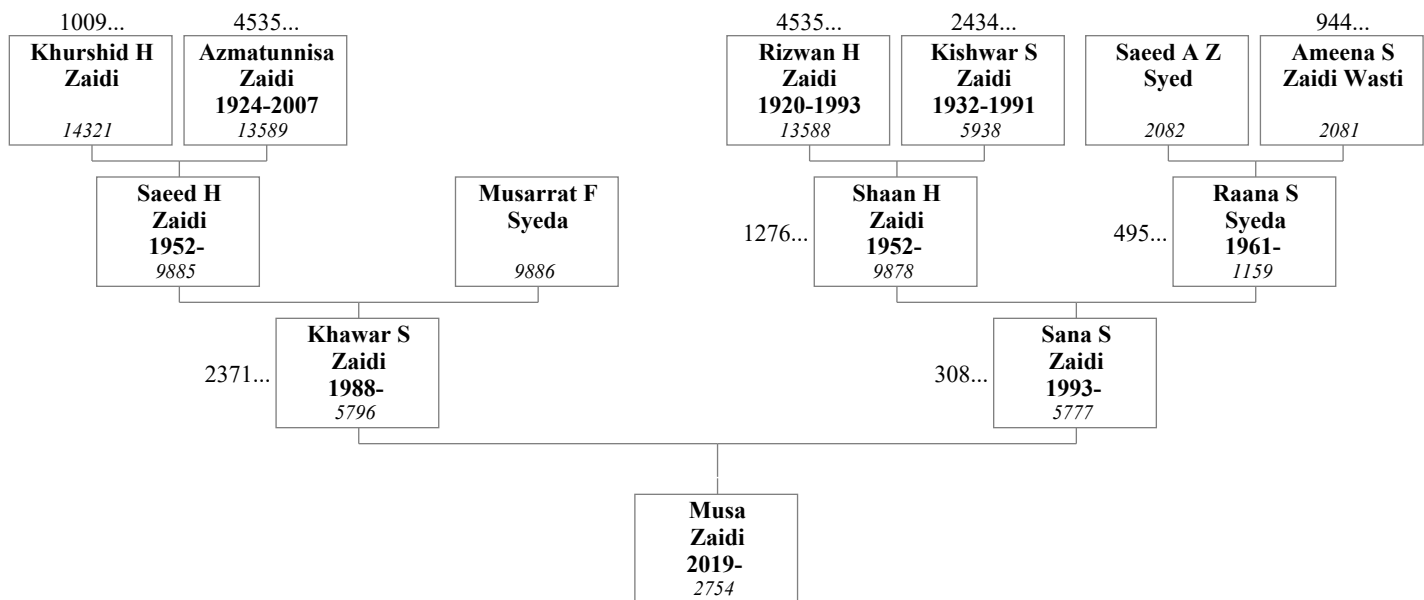 1009...
4535...
4535...
2434...
944...
Khurshid H
Zaidi
14321
Azmatunnisa
Zaidi
1924-2007
13589
Rizwan H
Zaidi
1920-1993
13588
Kishwar S
Zaidi
1932-1991
5938
Saeed A Z
Syed
2082
Ameena S
Zaidi Wasti
2081
Saeed H
Zaidi
1952-
9885
Musarrat F
Syeda
9886
1276...
Shaan H
Zaidi
1952-
9878
495...
Raana S
Syeda
1961-
1159
2371...
Khawar S
Zaidi
1988-
5796
308...
Sana S
Zaidi
1993-
5777
Musa
Zaidi
2019-
2754